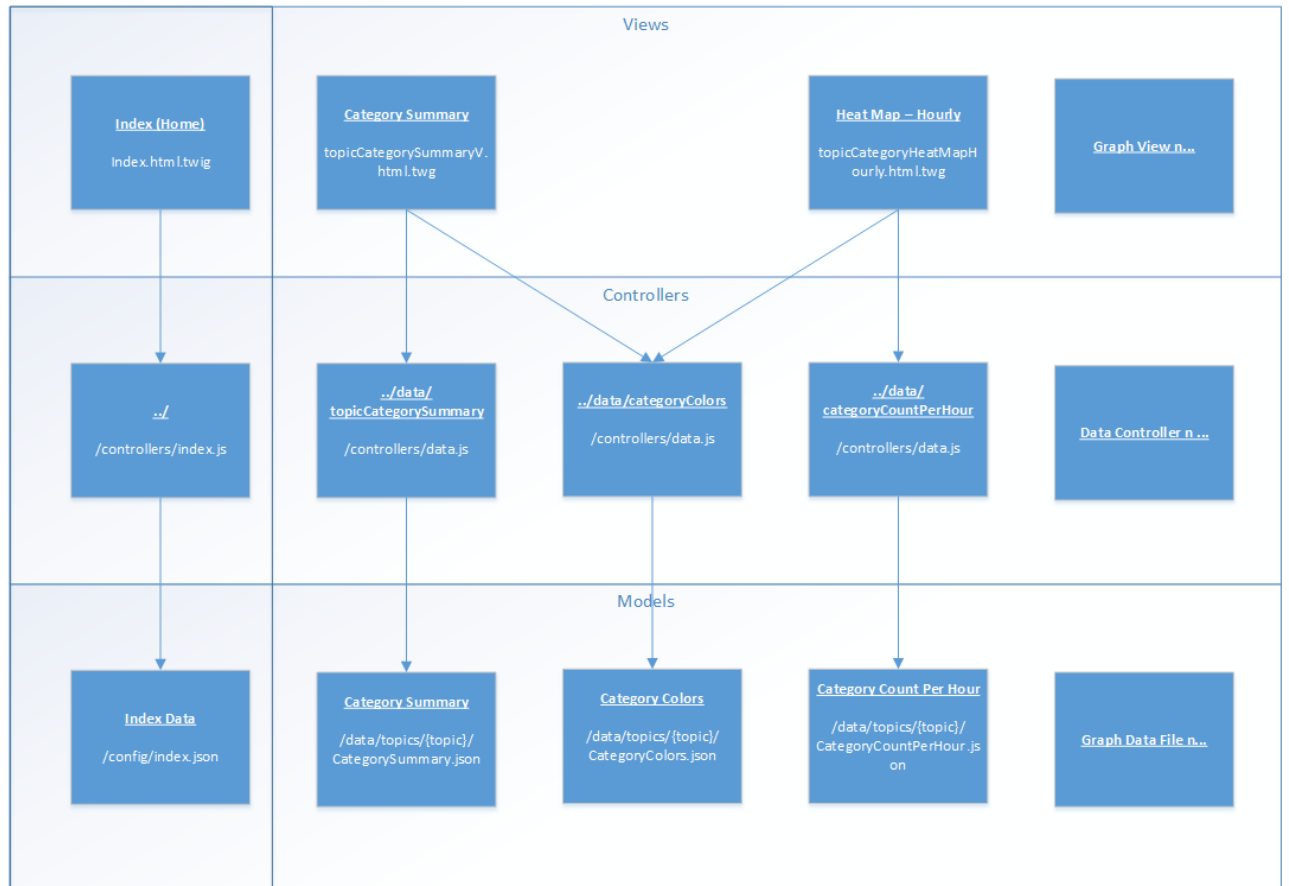 Views
Index (Home)
Index.html.twig
Category Summary
topicCategorySummaryV.
html.twg
Heat Map – Hourly
topicCategoryHeatMapH
ourly.html.twg
Graph View n...
Controllers
../
/controllers/index.js
../data/
topicCategorySummary
/controllers/data.js
../data/categoryColors
/controllers/data.js
../data/
categoryCountPerHour
/controllers/data.js
Data Controller n ...
Models
Index Data
/config/index.json
Category Summary
/data/topics/{topic}/
CategorySummary.json
Category Colors
/data/topics/{topic}/
CategoryColors.json
Category Count Per Hour
/data/topics/{topic}/
CategoryCountPerHour.js
on
Graph Data File n...